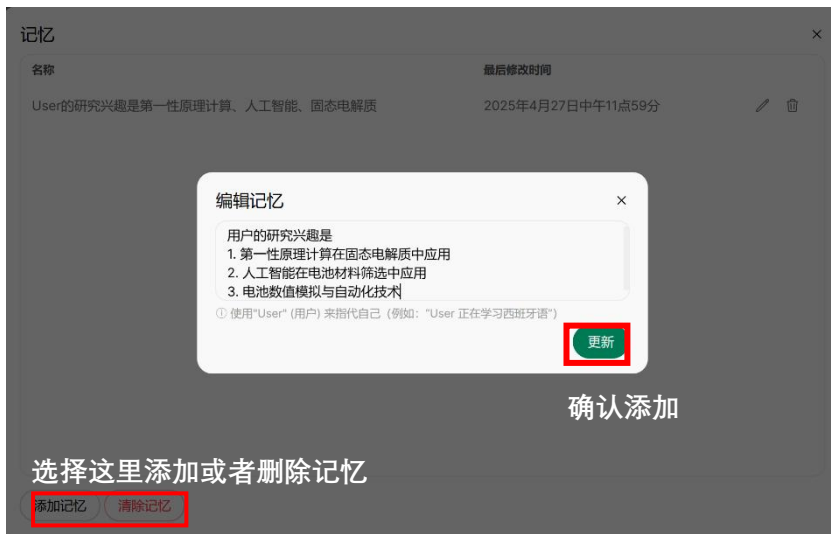 记忆
×
名称 最后修改时间
User的研究兴趣是第一性原理计算、人工智能、固态电解质 2025年4月27日中午11点59分
编辑记忆 ×
用户的研究兴趣是
1. 第一性原理计算在固态电解质中应用
2. 人工智能在电池材料筛选中应用
3. 电池数值模拟与自动化技术
使用"User" (用户) 来指代自己（例如："User 正在学习西班牙语"）
更新
确认添加
选择这里添加或者删除记忆
添加记忆 清除记忆